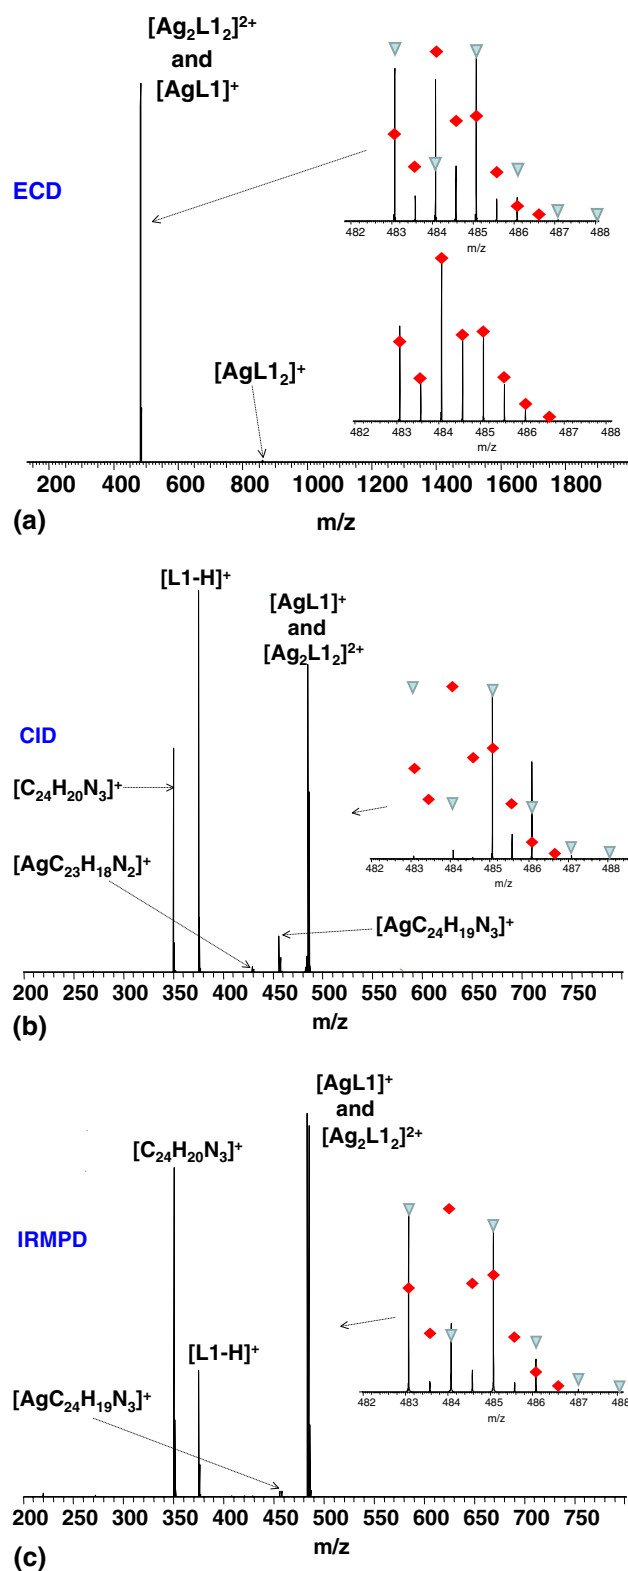 [Ag₂L1₂]²⁺
and
[AgL1]⁺
ECD
482 483 484 485 486 487 488
m/z
[AgL1₂]⁺
482 483 484 485 486 487 488
m/z
200 400 600 800 1000 1200 1400 1600 1800
(a)
m/z
[L1-H]⁺
[AgL1]⁺
and
[Ag₂L1₂]²⁺
CID
[C₂₄H₂₀N₃]⁺
[AgC₂₃H₁₈N₂]⁺
482 483 484 485 486 487 488
m/z
[AgC₂₄H₁₉N₃]⁺
200 250 300 350 400 450 500 550 600 650 700 750
(b)
m/z
[AgL1]⁺
and
[Ag₂L1₂]²⁺
[C₂₄H₂₀N₃]⁺
IRMPD
[L1-H]⁺
[AgC₂₄H₁₉N₃]⁺
482 483 484 485 486 487 488
m/z
200 250 300 350 400 450 500 550 600 650 700 750
(c)
m/z